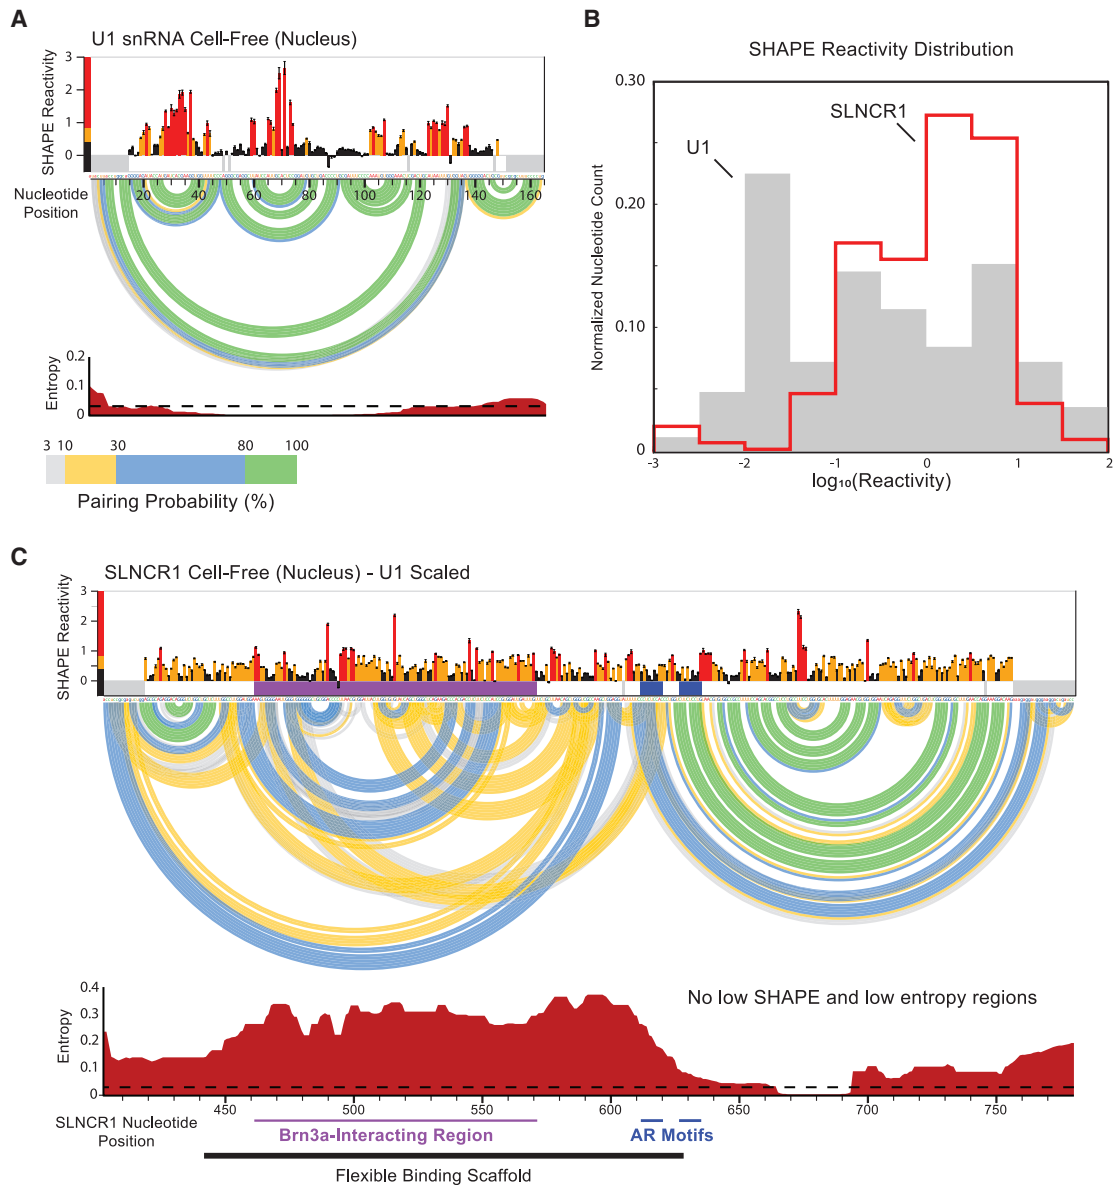 A
U1 snRNA Cell-Free (Nucleus)
SHAPE Reactivity
3
2
1
0
Nucleotide
Position
20 40 60 80 100 120 140 160
Entropy
0.2
0.1
0
3 10 30 80 100
Pairing Probability (%)
B
SHAPE Reactivity Distribution
Normalized Nucleotide Count
0.30
0.20
0.10
0
U1
SLNCR1
-3 -2 -1 0 1 2
log₁₀(Reactivity)
C
SLNCR1 Cell-Free (Nucleus) - U1 Scaled
SHAPE Reactivity
3
2
1
0
Entropy
0.4
0.3
0.2
0.1
0
No low SHAPE and low entropy regions
450 500 550 600 650 700 750
SLNCR1 Nucleotide
Position
Brn3a-Interacting Region
AR Motifs
Flexible Binding Scaffold